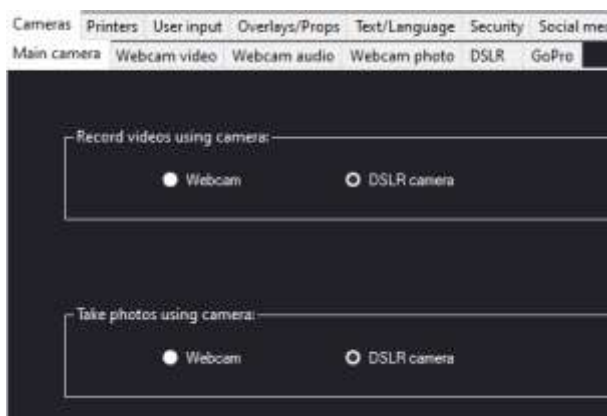 Cameras Printers User input Overlays/Props Text/Language Security Social
Main camera Webcam video Webcam audio Webcam photo DSLR GoPro
Record videos using camera:
Webcam DSLR camera
Take photos using camera:
Webcam DSLR camera